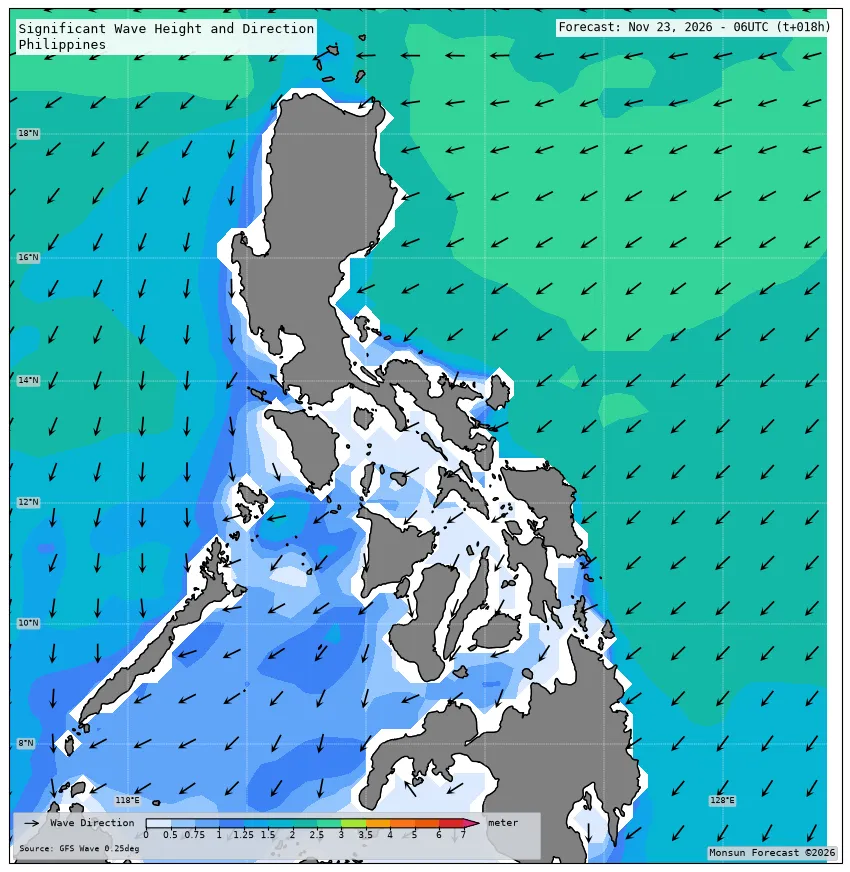 Significant Wave Height and Direction
Philippines
Forecast: Nov 23, 2026 - 06UTC (t+018h)
18°N
16°N
14°N
12°N
10°N
8°N
118°E
128°E
Wave Direction
0 0.5 0.75 1 1.25 1.5 2 2.5 3 3.5 4 5 6 7
meter
Source: GFS Wave 0.25deg
Monsun Forecast ©2026